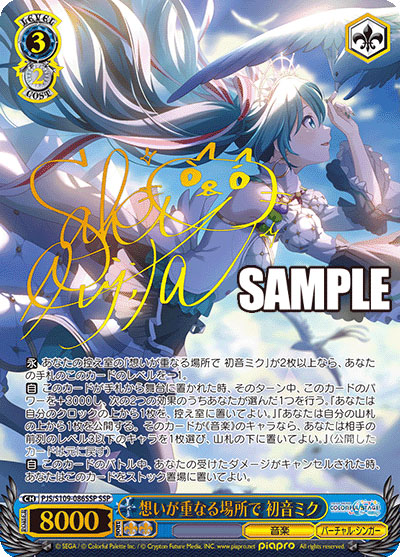 LEVEL
3
2
COST
Saki
&
Fujita
SAMPLE
永 あなたの控え室の「想いが重なる場所で 初音ミク」が2枚以上なら、あなた
の手札のこのカードのレベルを-1。
自 このカードが手札から舞台に置かれた時、そのターン中、このカードのパ
ワーを+3000し、次の2つの効果のうちあなたが選んだ1つを行う。「あなたは
自分のクロックの上から1枚を、控え室に置いてよい。」「あなたは自分の山札
の上から1枚を公開する。そのカードが《音楽》のキャラなら、あなたは相手の
前列のレベル3以下のキャラを1枚選び、山札の下に置いてよい。」（公開した
カードは元に戻す）
自 このカードのバトル中、あなたの受けたダメージがキャンセルされた時、
あなたはこのカードをストック置場に置いてよい。
CH PJS/S109-086SSP SSP
想いが重なる場所で 初音ミク
COLORFUL STAGE!
POWER
8000
SOUL
音楽
バーチャル・シンガー
© SEGA / © Colorful Palette Inc. / © Crypton Future Media, INC. www.piapro.net piapro All rights reserved.